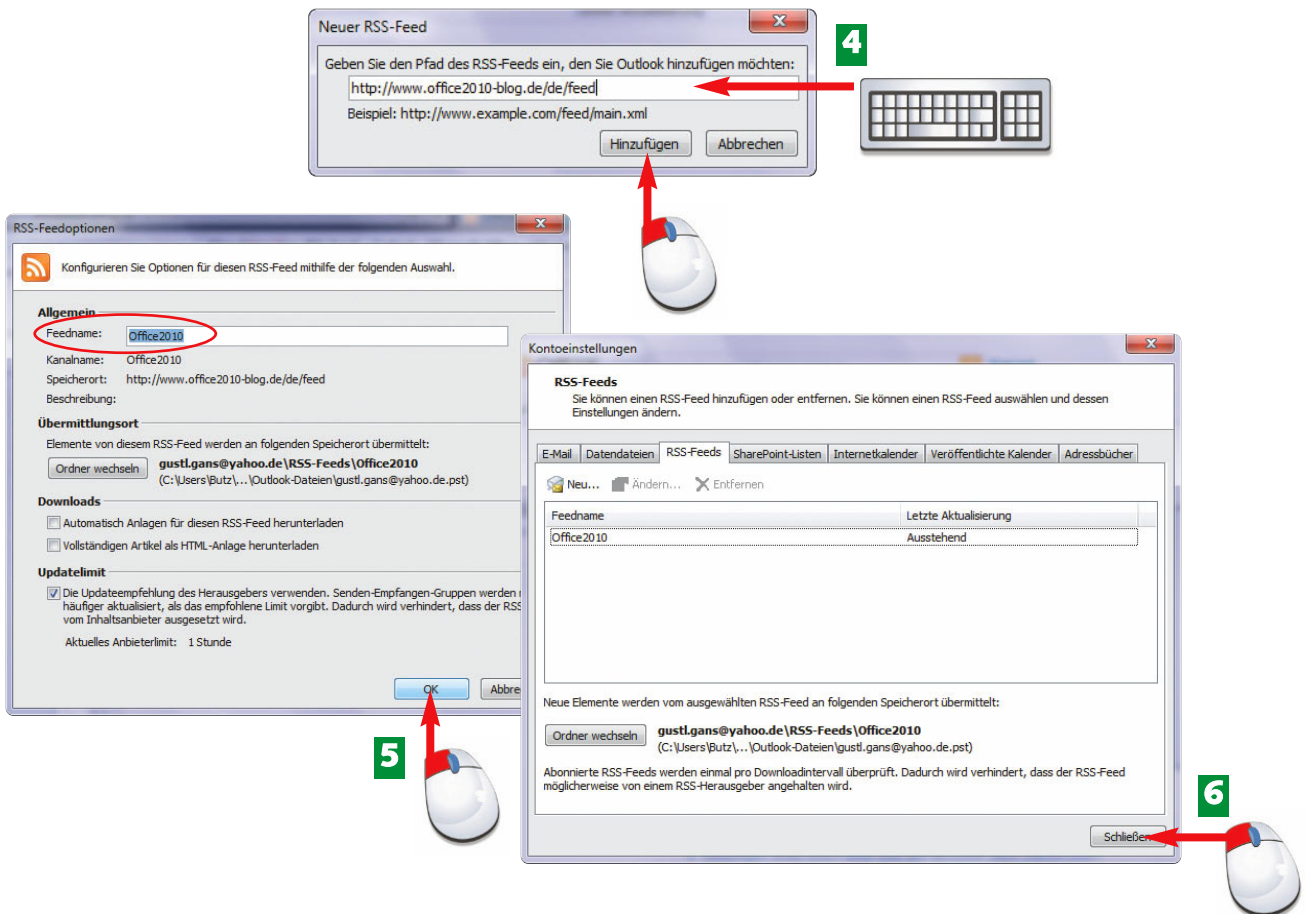 Neuer RSS-Feed
4
Geben Sie den Pfad des RSS-Feeds ein, den Sie Outlook hinzufügen möchten:
http://www.office2010-blog.de/de/feed
Beispiel: http://www.example.com/feed/main.xml
Hinzufügen Abbrechen
RSS-Feedoptionen
Konfigurieren Sie Optionen für diesen RSS-Feed mithilfe der folgenden Auswahl.
Allgemein
Feedname: Office2010
Kanalname: Office2010
Speicherort: http://www.office2010-blog.de/de/feed
Beschreibung:
Übermittlungsort
Elemente von diesem RSS-Feed werden an folgenden Speicherort übermittelt:
Ordner wechseln gustl.gans@yahoo.de\RSS-Feeds\Office2010
(C:\Users\Butz\...\Outlook-Dateien\gustl.gans@yahoo.de.pst)
Downloads
Automatisch Anlagen für diesen RSS-Feed herunterladen
Vollständigen Artikel als HTML-Anlage herunterladen
Updatelimit
Die Updateempfehlung des Herausgebers verwenden. Senden-Empfangen-Gruppen werden
häufiger aktualisiert, als das empfohlene Limit vorgibt. Dadurch wird verhindert, dass der RSS
vom Inhaltsanbieter ausgesetzt wird.
Aktuelles Anbieterlimit: 1 Stunde
OK Abbre
5
Kontoeinstellungen
RSS-Feeds
Sie können einen RSS-Feed hinzufügen oder entfernen. Sie können einen RSS-Feed auswählen und dessen
Einstellungen ändern.
E-Mail Datendateien RSS-Feeds SharePoint-Listen Internetkalender Veröffentlichte Kalender Adressbücher
Neu... Ändern... Entfernen
Feedname Letzte Aktualisierung
Office2010 Ausstehend
Neue Elemente werden vom ausgewählten RSS-Feed an folgenden Speicherort übermittelt:
Ordner wechseln gustl.gans@yahoo.de\RSS-Feeds\Office2010
(C:\Users\Butz\...\Outlook-Dateien\gustl.gans@yahoo.de.pst)
Abonnierte RSS-Feeds werden einmal pro Downloadintervall überprüft. Dadurch wird verhindert, dass der RSS-Feed
möglicherweise von einem RSS-Herausgeber angehalten wird.
6
Schließen